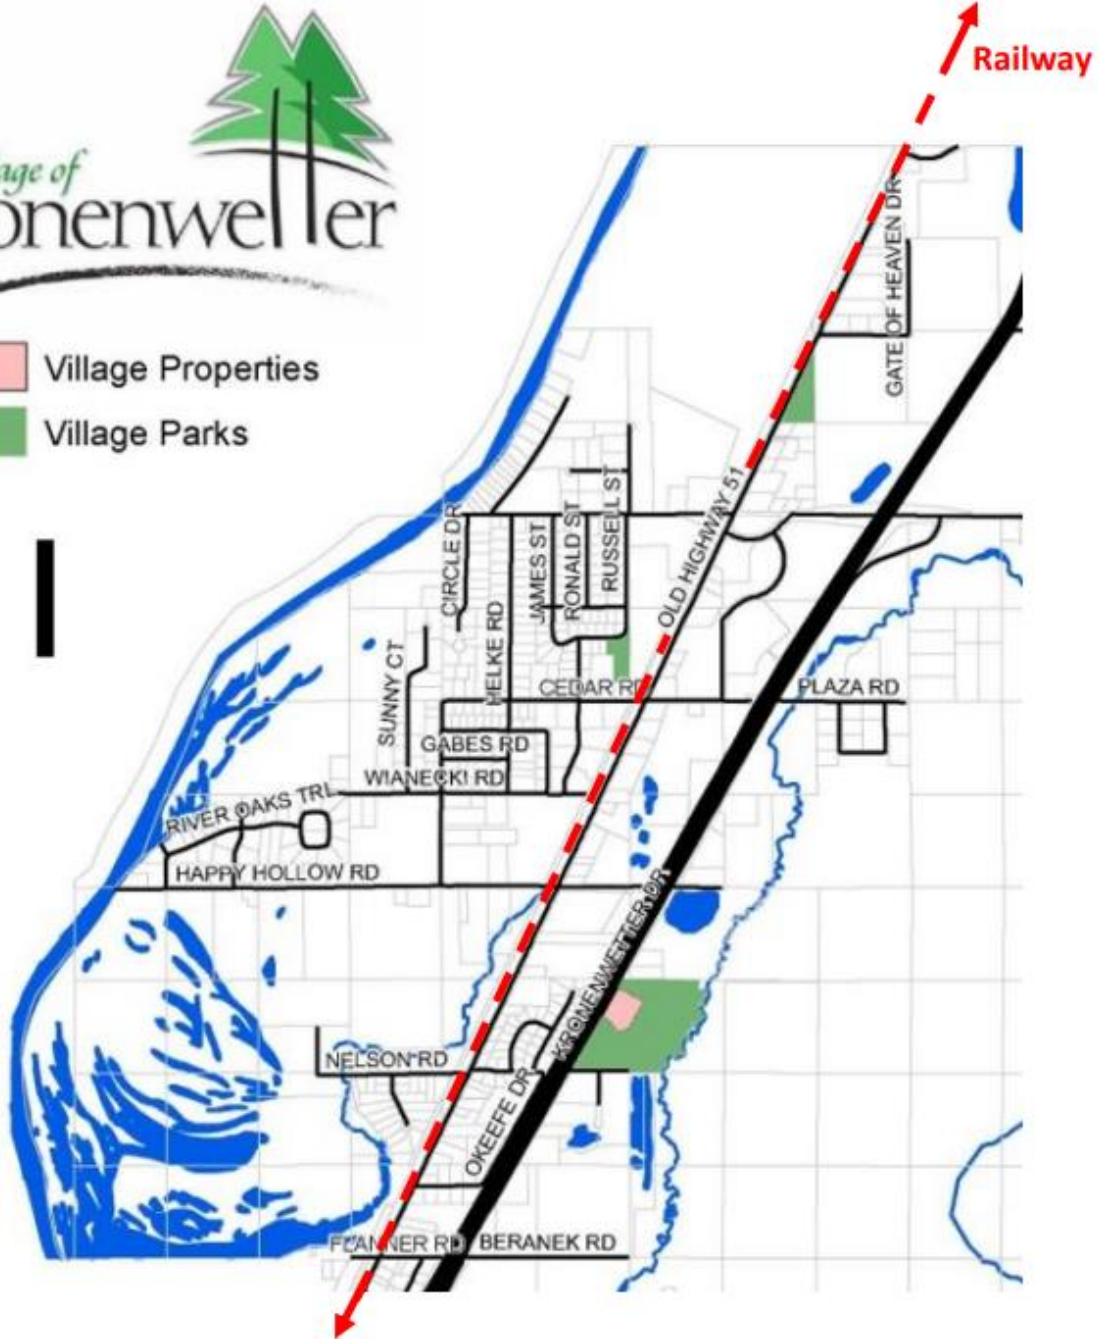 Railway
age of
onenwetter
Village Properties
Village Parks
GATE OF HEAVEN DR
OLD HIGHWAY 51
CIRCLE DR
JAMES ST
RONALD ST
RUSSELL ST
HELKE RD
SUNNY CT
CEDAR RD
PLAZA RD
GABES RD
WIANECKI RD
RIVER OAKS TRL
HAPPY HOLLOW RD
KRONENWETTER DR
NELSON RD
OKEEFE DR
FLANNER RD
BERANEK RD